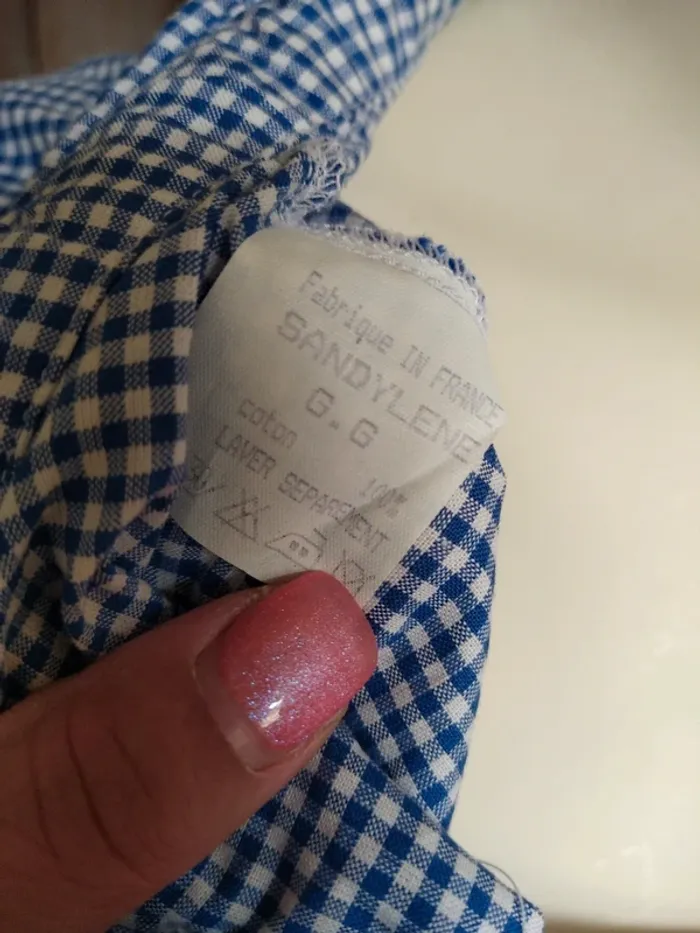 Fabrique IN FRANCE
SANDYLENE
G.G
coton 100%
LAVER SEPAREMENT